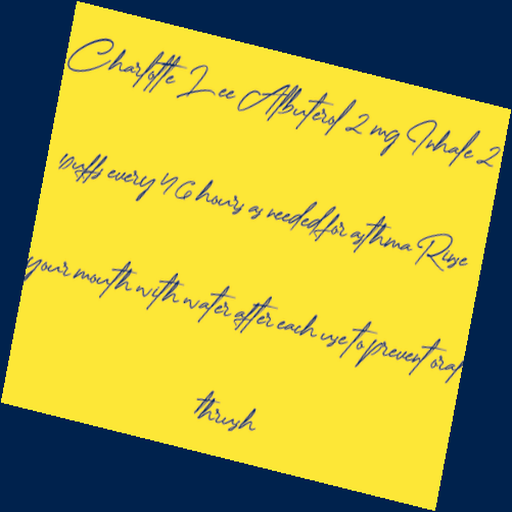 Charlotte Lee Albuterol 2 mg Inhale 2
puffs every 4 6 hours as needed for asthma Rinse
your mouth with water after each use to prevent oral
thrush